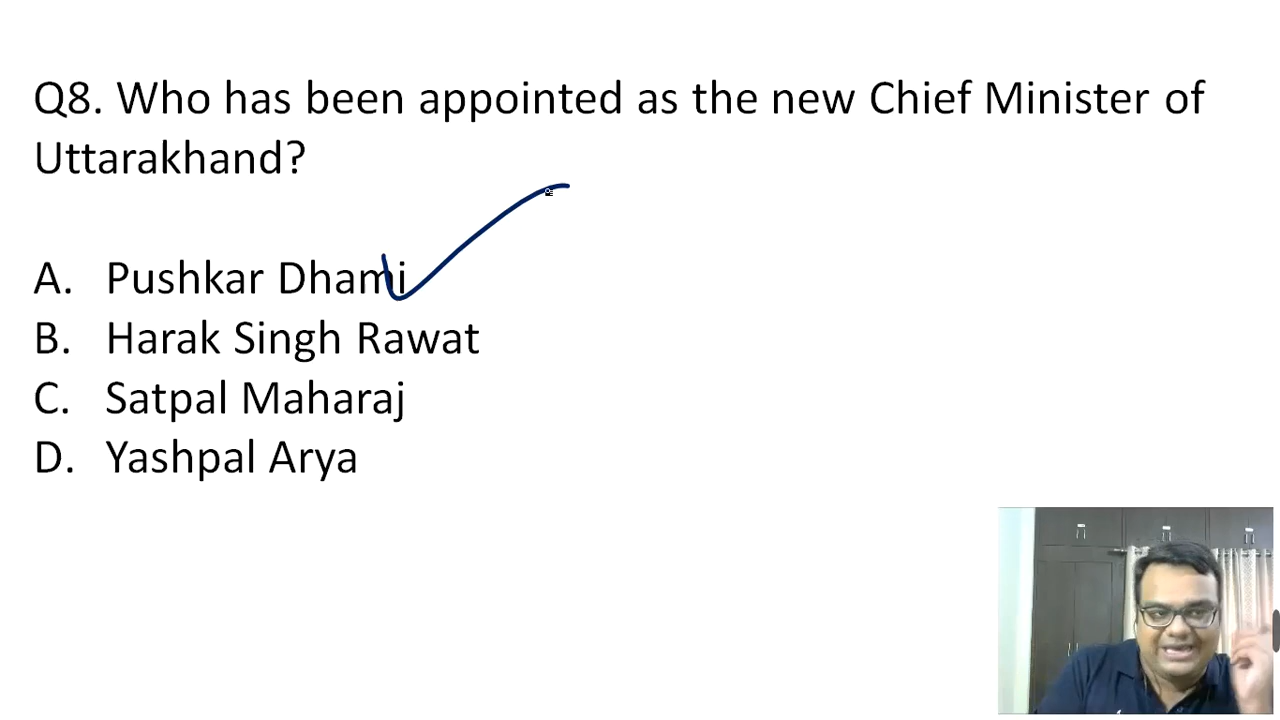 Q8. Who has been appointed as the new Chief Minister of
Uttarakhand?
A. Pushkar Dhami
B. Harak Singh Rawat
C. Satpal Maharaj
D. Yashpal Arya